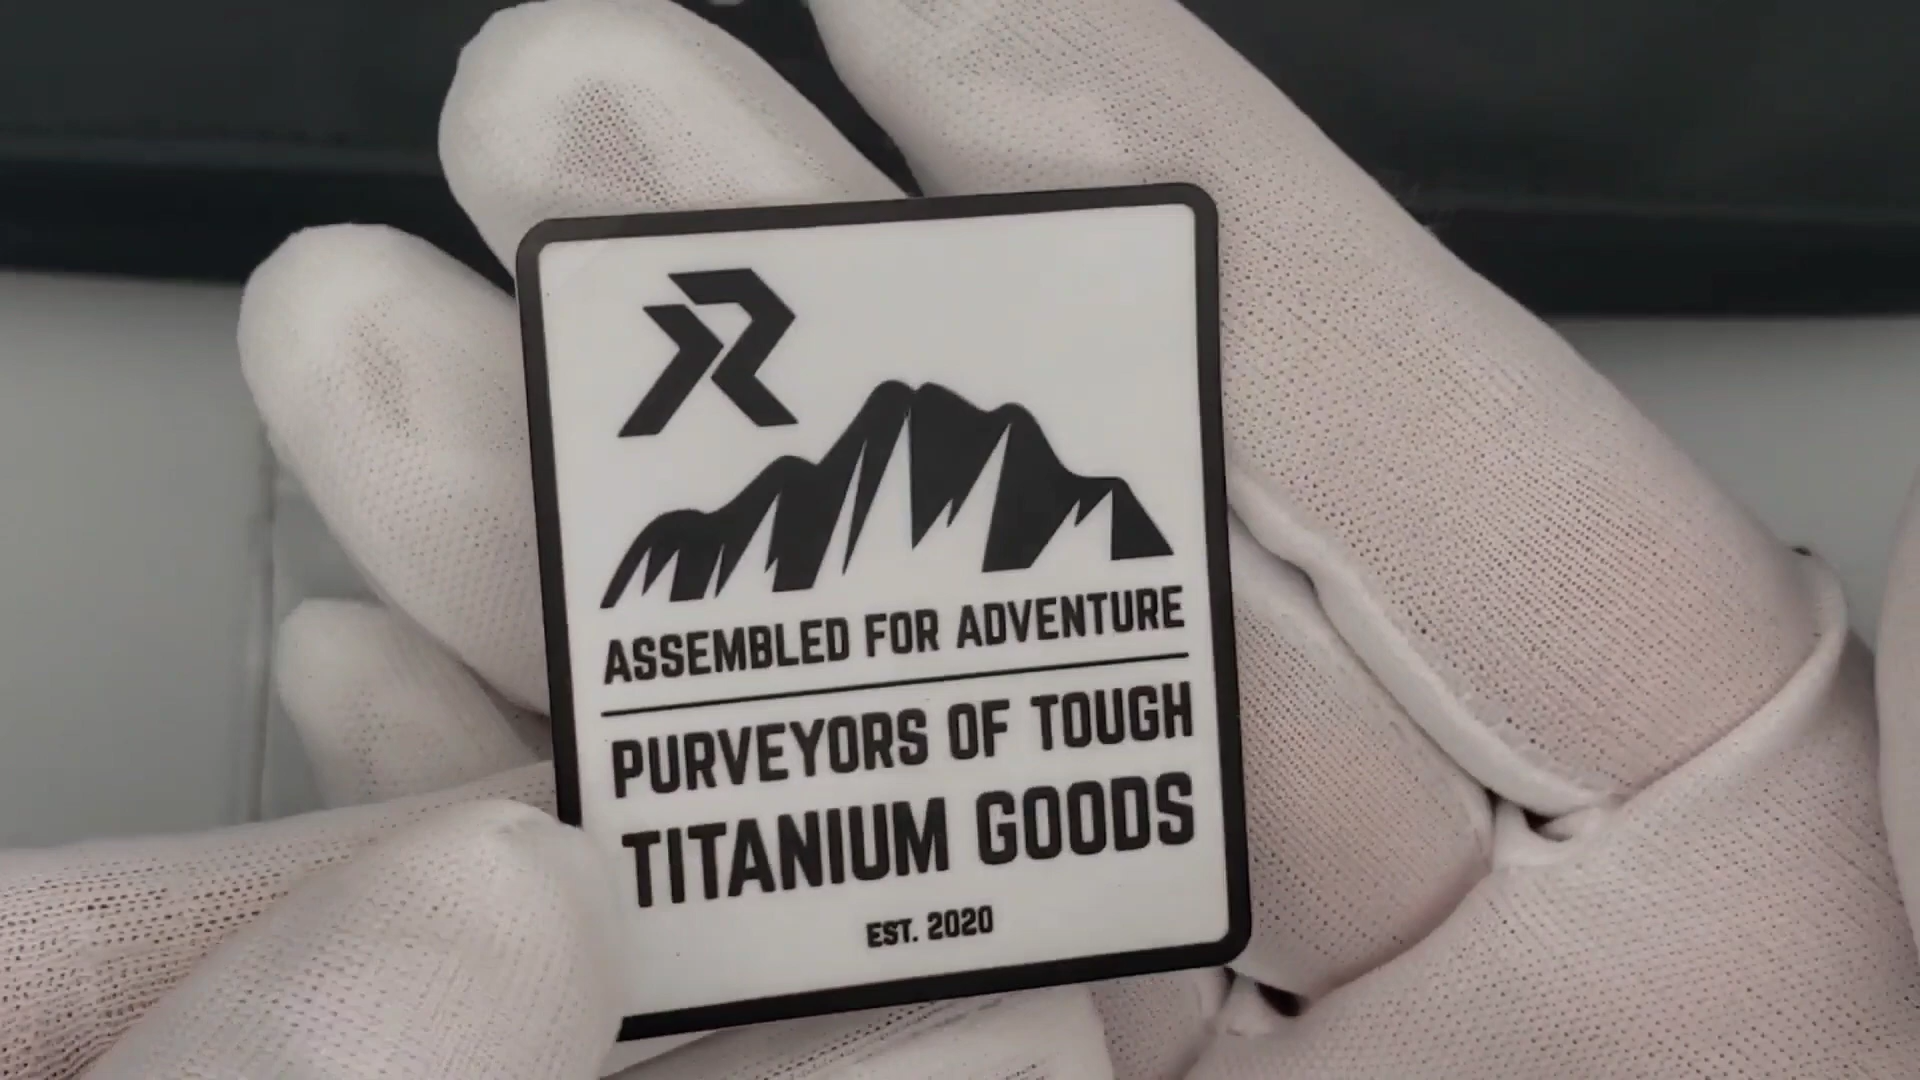 R
ASSEMBLED FOR ADVENTURE
PURVEYORS OF TOUGH
TITANIUM GOODS
EST. 2020